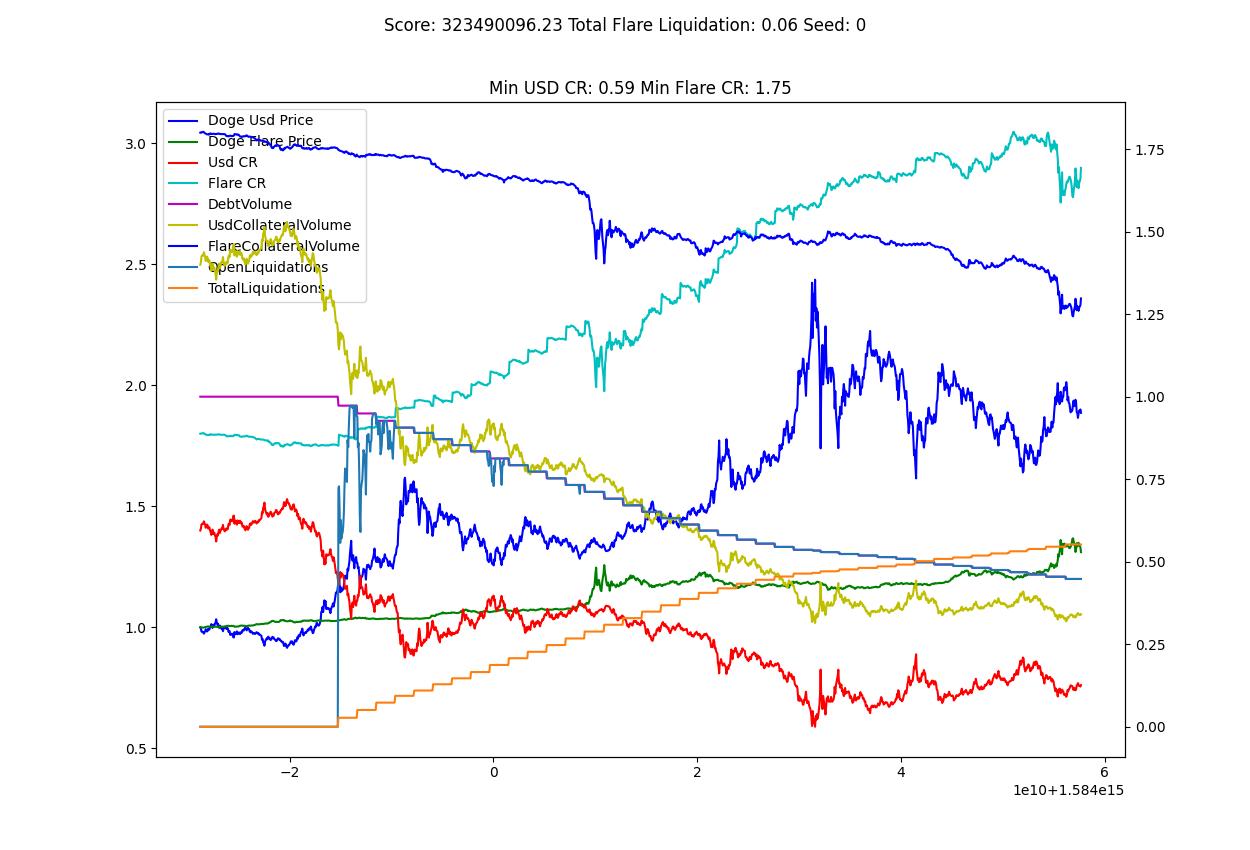 Score: 323490096.23 Total Flare Liquidation: 0.06 Seed: 0
Min USD CR: 0.59 Min Flare CR: 1.75
Doge Usd Price
Doge Flare Price
Usd CR
Flare CR
DebtVolume
UsdCollateralVolume
FlareCollateralVolume
OpenLiquidations
TotalLiquidations
3.0
2.5
2.0
1.5
1.0
0.5
1.75
1.50
1.25
1.00
0.75
0.50
0.25
0.00
−2 0 2 4 6
1e10+1.584e15